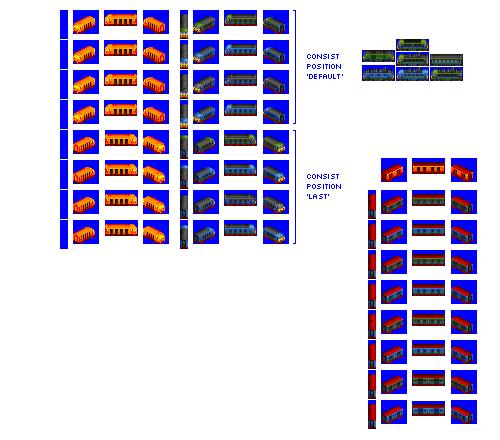 CONSIST
POSITION
'DEFAULT'
CONSIST
POSITION
'LAST'